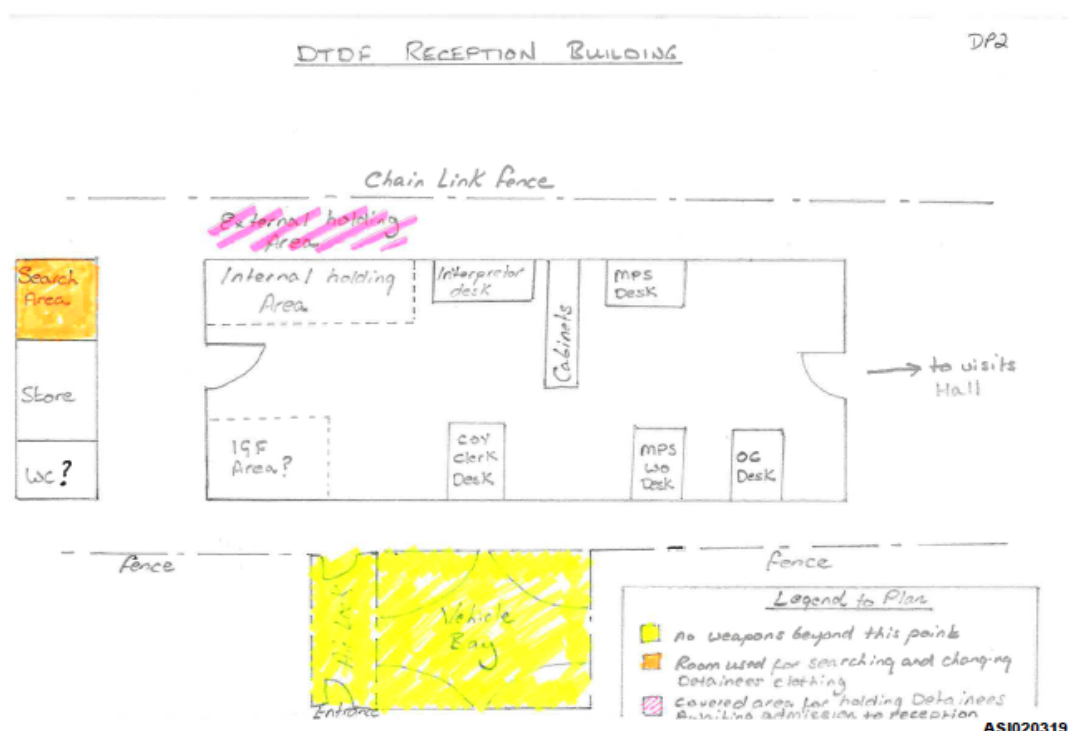 DTDF RECEPTION BUILDING
DP2
Chain Link fence
External holding
Area
Search
Area
Internal holding
Area
Interpretor
desk
Cabinets
MPS
Desk
Store
to visits
Hall
WC?
IGF
Area?
COY
Clerk
Desk
MPS
WO
Desk
OC
Desk
fence
fence
Air Lock
Vehicle
Bay
Entrance
Legend to Plan
No weapons beyond this points
Room used for searching and changing
Detainees clothing
Covered area for holding Detainees
Awaiting admission to reception
ASI020319